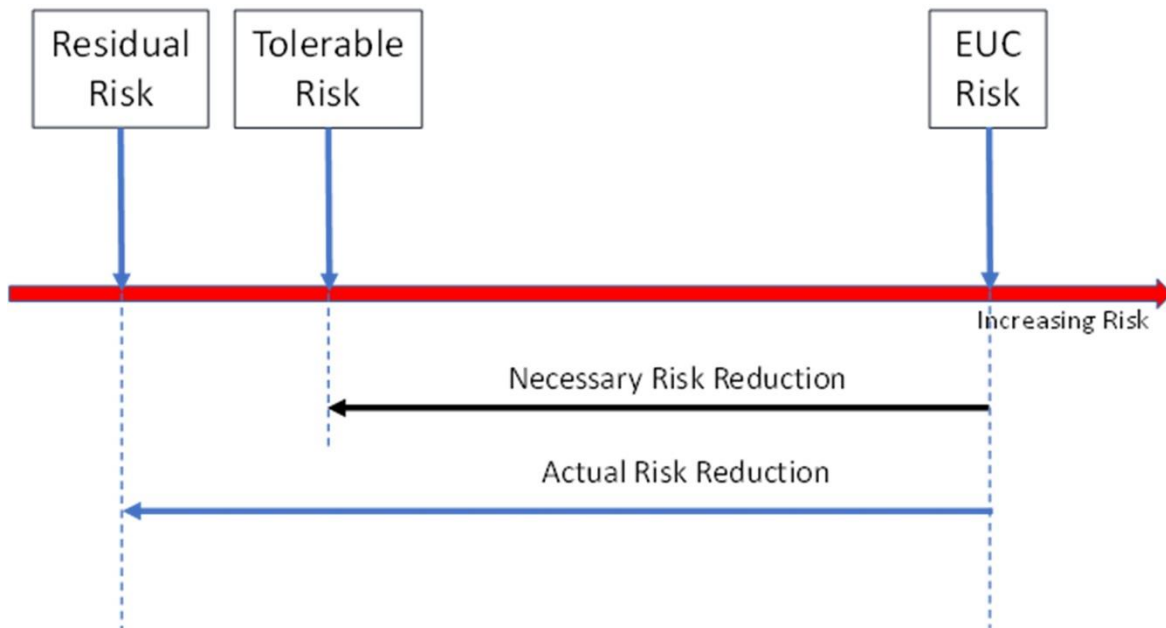 Residual
Risk
Tolerable
Risk
EUC
Risk
Increasing Risk
Necessary Risk Reduction
Actual Risk Reduction